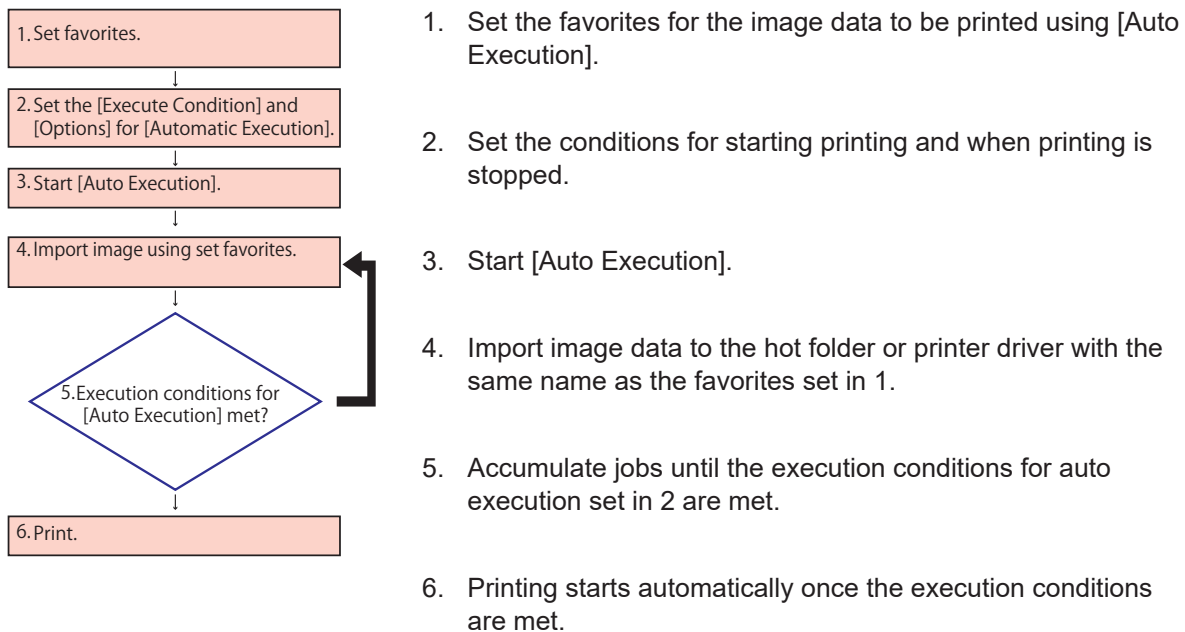 1. Set favorites.
2. Set the [Execute Condition] and
[Options] for [Automatic Execution].
3. Start [Auto Execution].
4. Import image using set favorites.
5. Execution conditions for
[Auto Execution] met?
6. Print.
1. Set the favorites for the image data to be printed using [Auto
Execution].
2. Set the conditions for starting printing and when printing is
stopped.
3. Start [Auto Execution].
4. Import image data to the hot folder or printer driver with the
same name as the favorites set in 1.
5. Accumulate jobs until the execution conditions for auto
execution set in 2 are met.
6. Printing starts automatically once the execution conditions
are met.